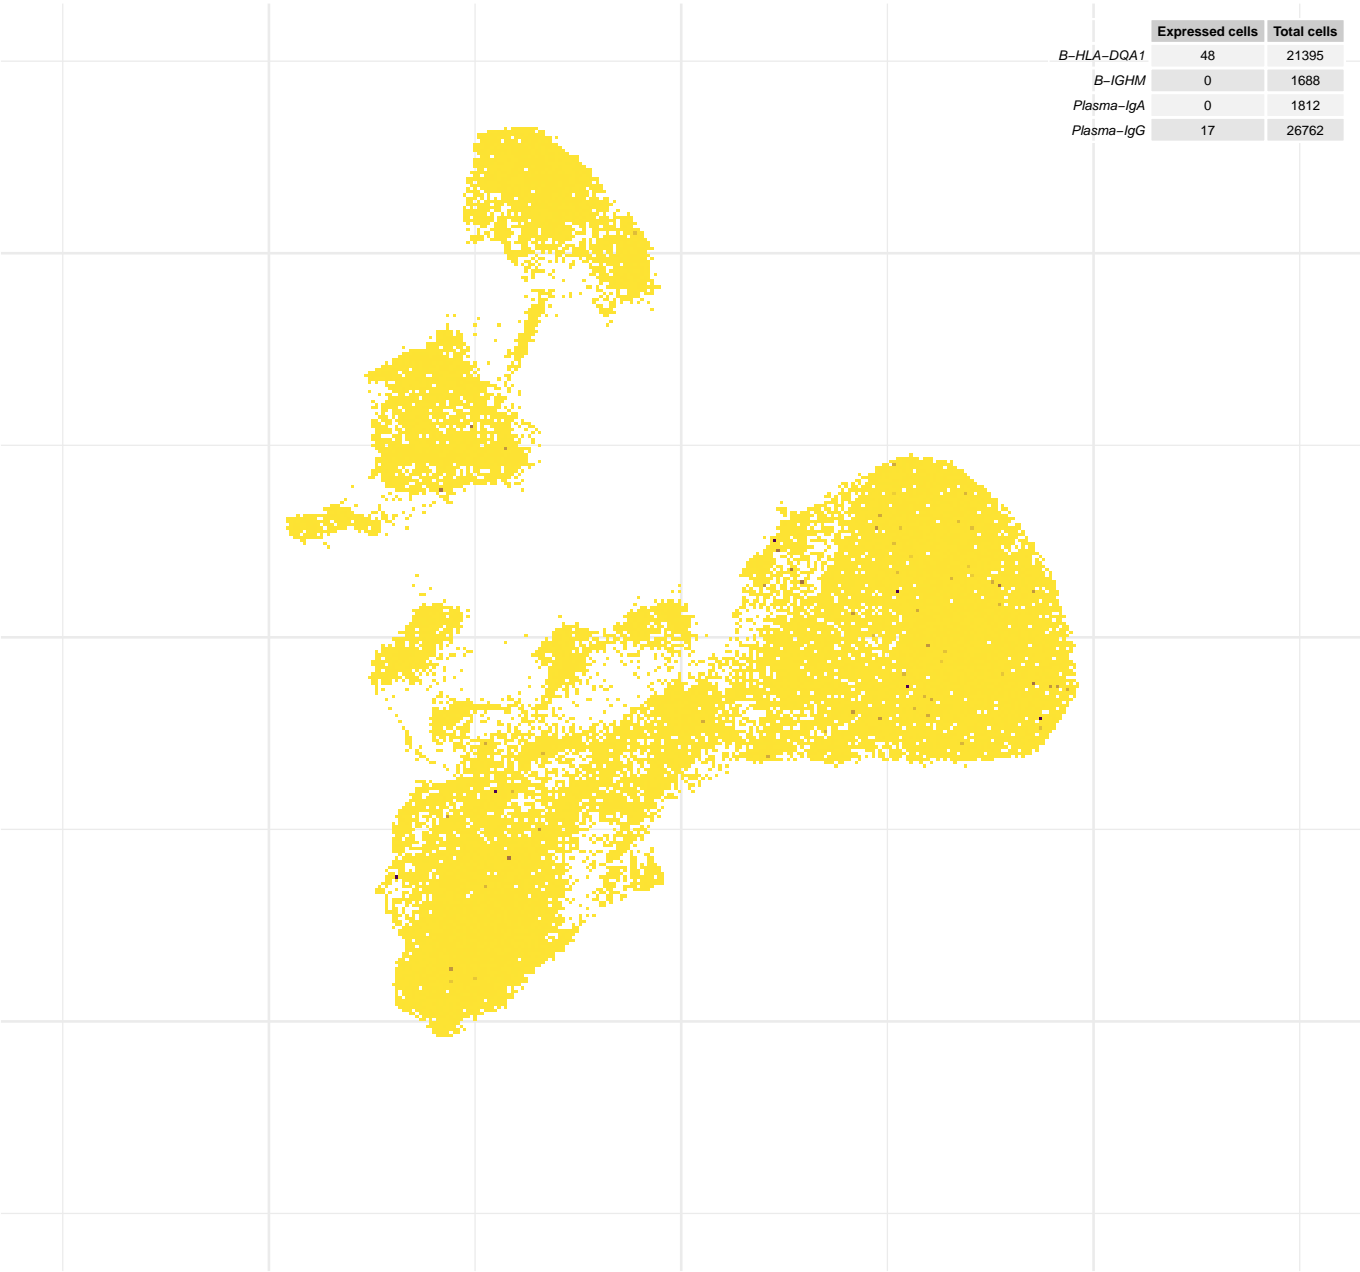 Expressed cells Total cells
B−HLA−DQA1 48 21395
B−IGHM 0 1688
Plasma−IgA 0 1812
Plasma−IgG 17 26762